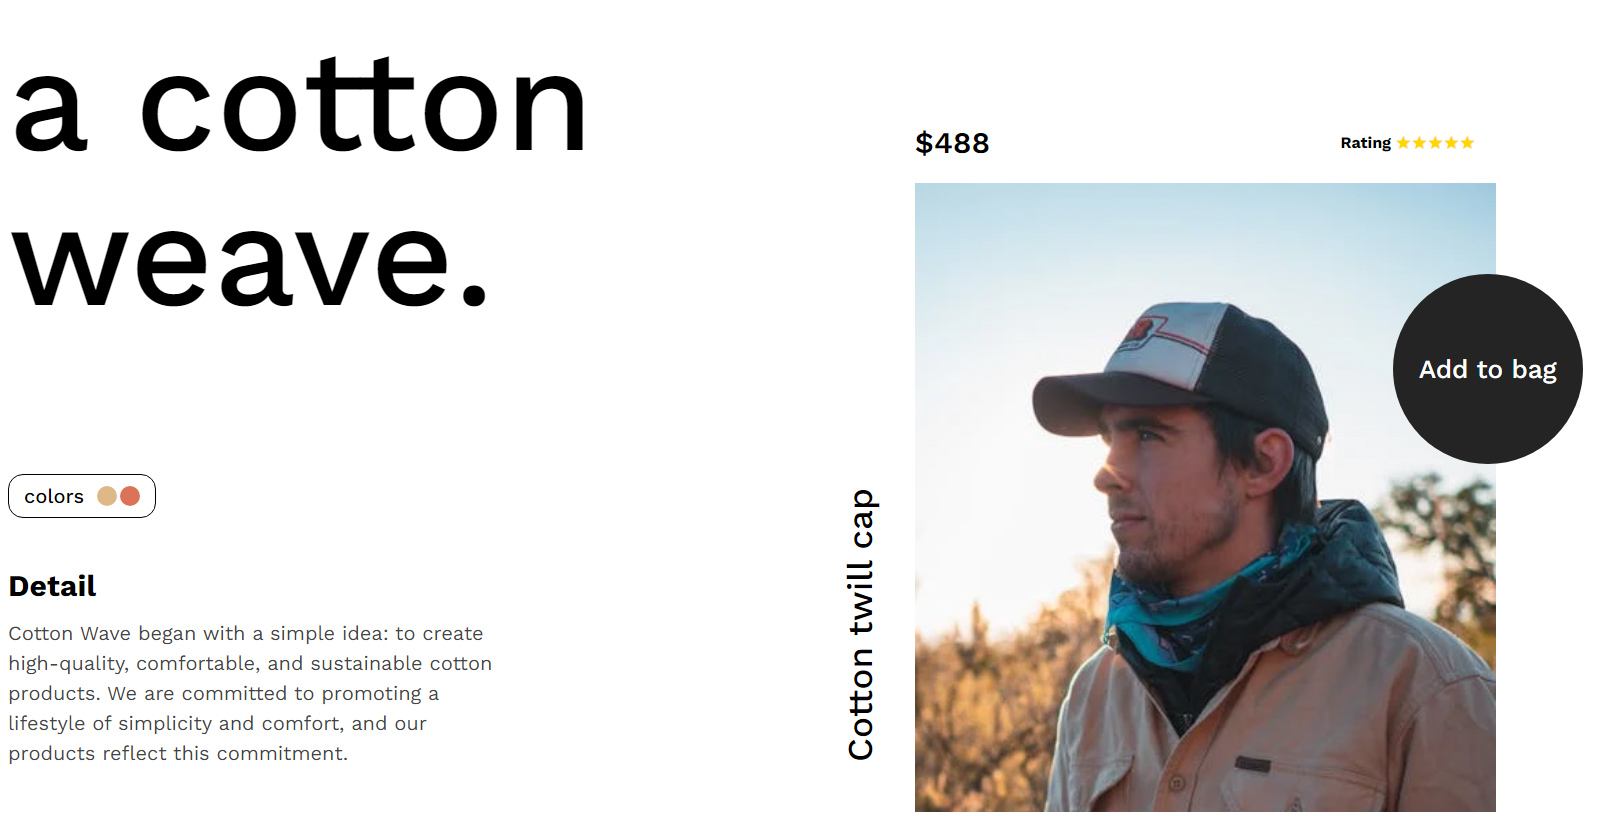 a cotton
weave.
$488
Rating
Add to bag
colors
Cotton twill cap
Detail
Cotton Wave began with a simple idea: to create
high-quality, comfortable, and sustainable cotton
products. We are committed to promoting a
lifestyle of simplicity and comfort, and our
products reflect this commitment.